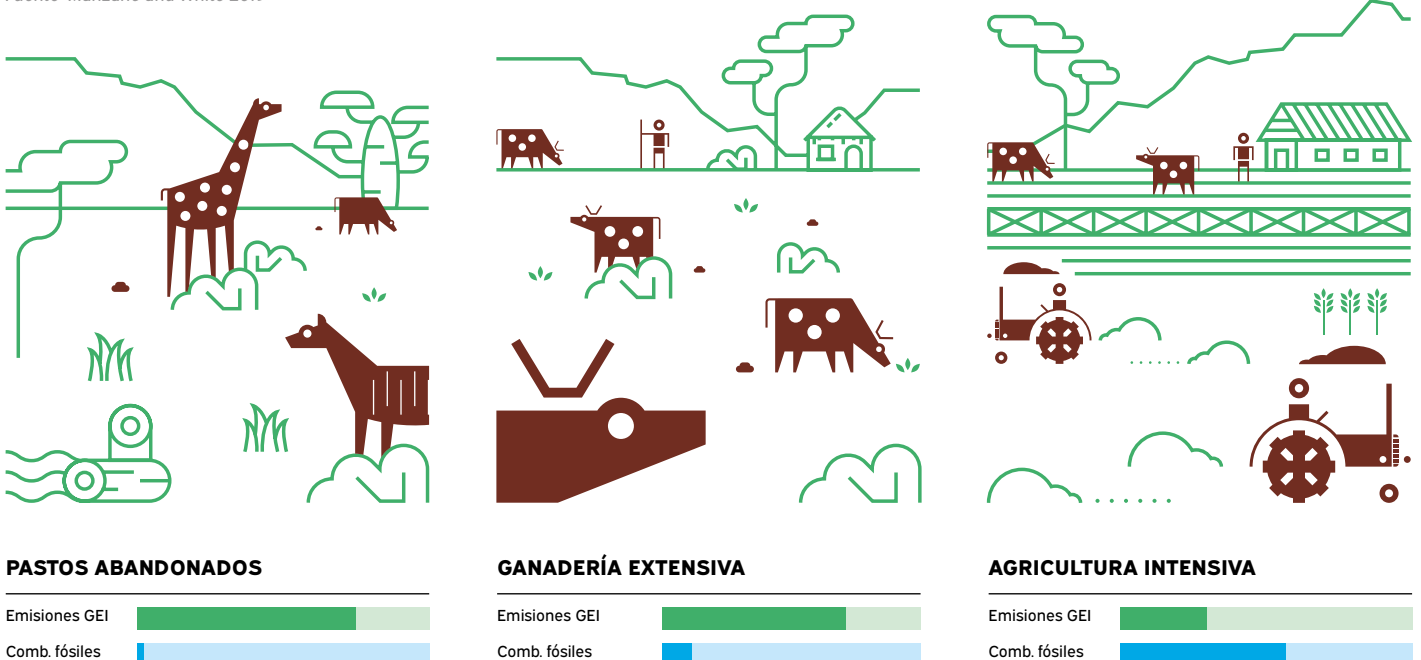 PASTOS ABANDONADOS
Emisiones GEI
Comb. fósiles
GANADERÍA EXTENSIVA
Emisiones GEI
Comb. fósiles
AGRICULTURA INTENSIVA
Emisiones GEI
Comb. fósiles